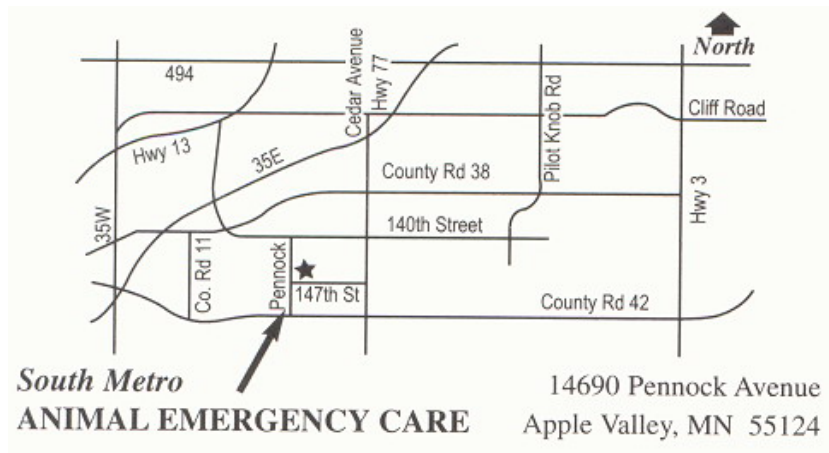 North
494
Cedar Avenue
Hwy 77
Pilot Knob Rd
Cliff Road
Hwy 13
35E
County Rd 38
Hwy 3
35W
140th Street
Co. Rd 11
Pennock
147th St
County Rd 42
South Metro
ANIMAL EMERGENCY CARE
14690 Pennock Avenue
Apple Valley, MN 55124